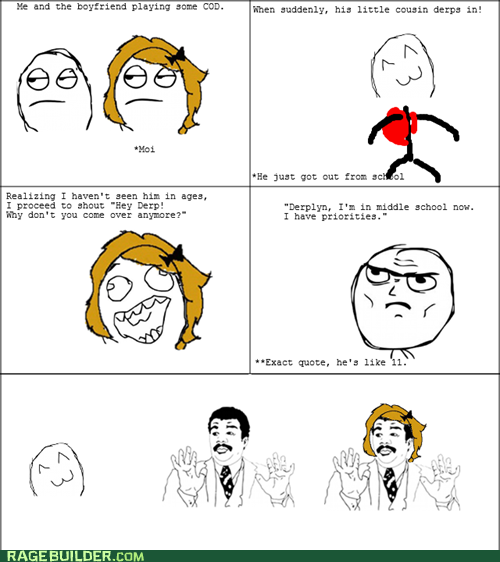 Me and the boyfriend playing some COD.
*Moi
When suddenly, his little cousin derps in!
*He just got out from school
Realizing I haven't seen him in ages,
I proceed to shout "Hey Derp!
Why don't you come over anymore?"
"Derplyn, I'm in middle school now.
I have priorities."
**Exact quote, he's like 11.
RAGEBUILDER.COM